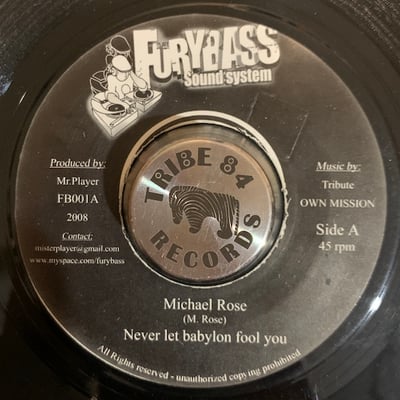 FURYBASS
Sound system
Produced by:
Mr.Player
FB001A
2008
Contact:
misterplayer@gmail.com
www.myspace.com/furybass
TRIBE 84
RECORDS
Music by:
Tribute
OWN MISSION
Side A
45 rpm
Michael Rose
(M. Rose)
Never let babylon fool you
All Rights reserved - unauthorized copying prohibited